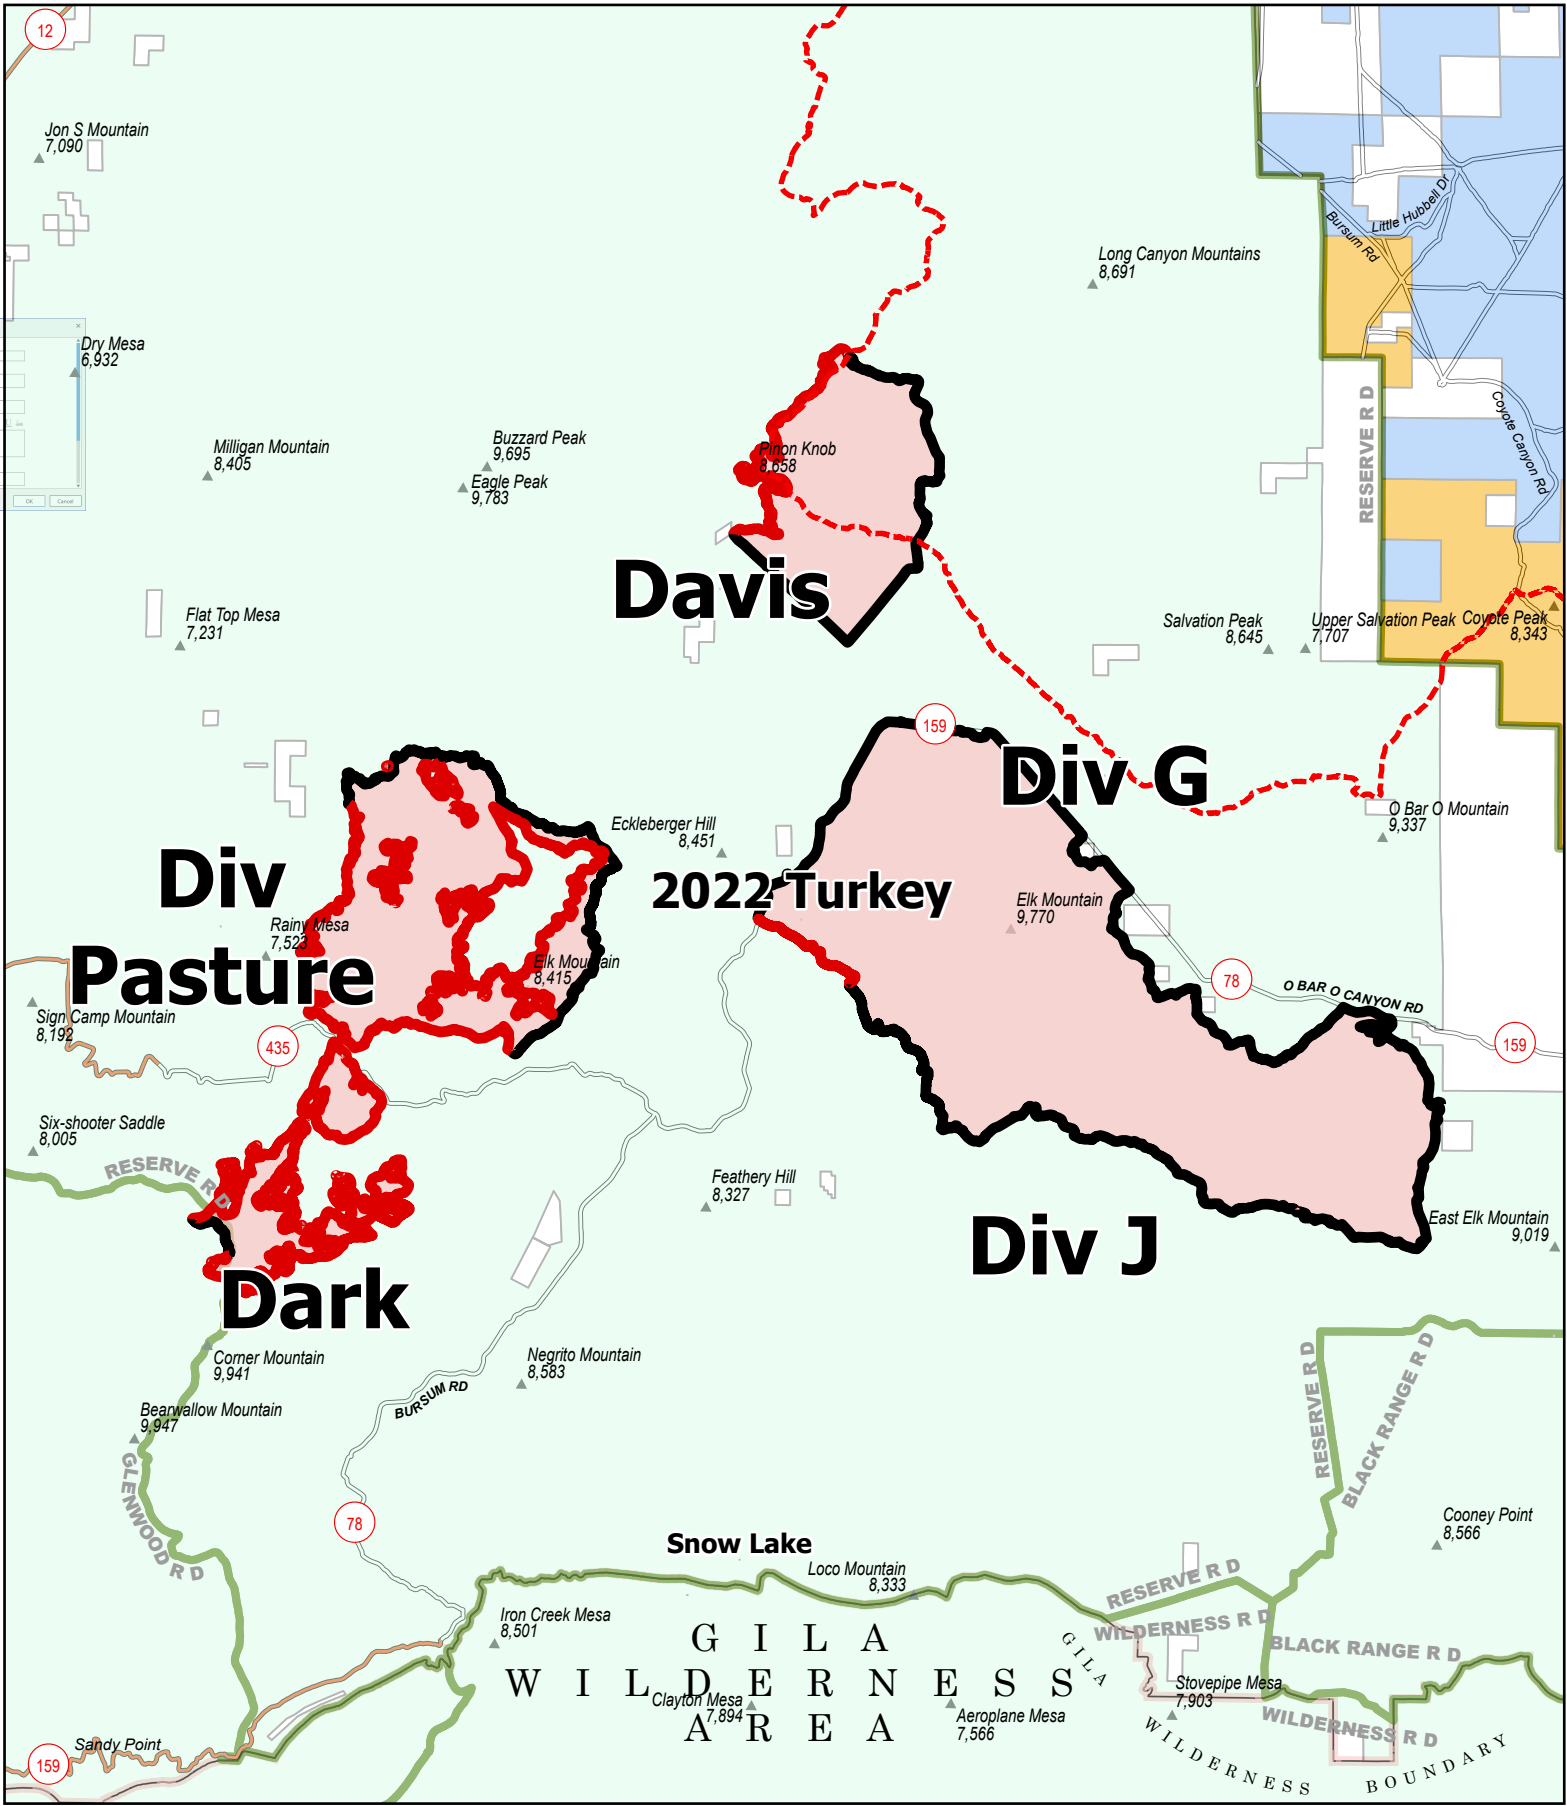 12
Jon S Mountain
7,090
Little Hubbell Dr
Bursum Rd
Long Canyon Mountains
8,691
Dry Mesa
6,932
RESERVE R D
Coyote Canyon Rd
Milligan Mountain
8,405
Buzzard Peak
9,695
Eagle Peak
9,783
Pinon Knob
8,658
OK
Cancel
Davis
Flat Top Mesa
7,231
Salvation Peak
8,645
Upper Salvation Peak
7,707
Coyote Peak
8,343
159
Div G
O Bar O Mountain
9,337
Eckleberger Hill
8,451
Div
Pasture
2022 Turkey
Elk Mountain
9,770
Rainy Mesa
7,523
Elk Mountain
8,415
78
O BAR O CANYON RD
Sign Camp Mountain
8,192
435
159
Six-shooter Saddle
8,005
RESERVE R D
Feathery Hill
8,327
Div J
East Elk Mountain
9,019
Dark
Corner Mountain
9,941
Negrito Mountain
8,583
BURSUM RD
Bearwallow Mountain
9,947
GLENWOOD R D
RESERVE R D
BLACK RANGE R D
78
Snow Lake
Cooney Point
8,566
Loco Mountain
8,333
RESERVE R D
WILDERNESS R D
BLACK RANGE R D
Iron Creek Mesa
8,501
GILA
WILDERNESS
AREA
Clayton Mesa
7,894
Aeroplane Mesa
7,566
Stovepipe Mesa
7,903
WILDERNESS R D
GILA
WILDERNESS
BOUNDARY
Sandy Point
159